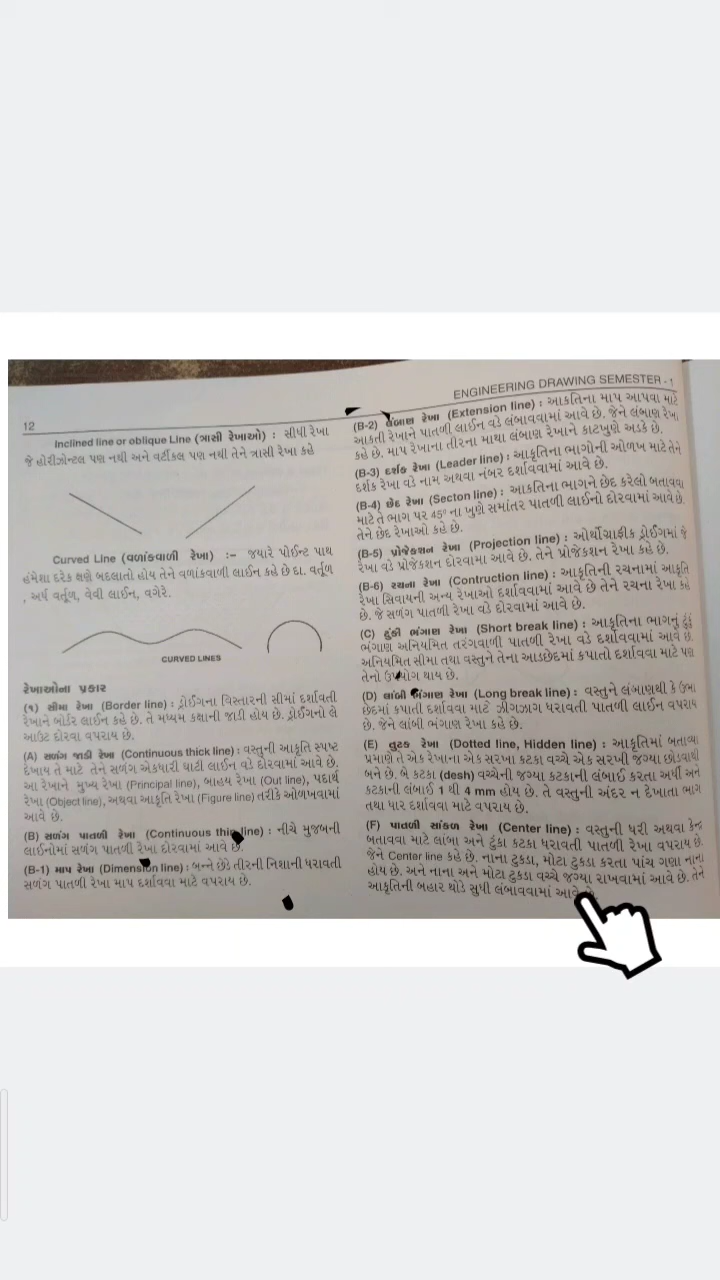 12
ENGINEERING DRAWING SEMESTER - 1
Inclined line or oblique Line (ત્રાસી રેખાઓ) : સીધી રેખા
જે હોરીઝોન્ટલ પણ નથી અને વર્ટીકલ પણ નથી તેને ત્રાસી રેખા કહે
Curved Line (વળાંકવાળી રેખા) :– જયારે પોઈન્ટ પાથ
હંમેશા દરેક ક્ષણે બદલાતો હોય તેને વળાંકવાળી લાઈન કહે છે દા. વર્તૂળ
, અર્ધ વર્તૂળ, વેવી લાઈન, વગેરે.
CURVED LINES
રેખાઓના પ્રકાર
(૧) સીમા રેખા (Border line) : ડ્રોઈંગના વિસ્તારની સીમાં દર્શાવતી
રેખાને બોર્ડર લાઈન કહે છે. તે મધ્યમ કક્ષાની જાડી હોય છે. ડ્રોઈંગનો લે
આઉટ દોરવા વપરાય છે.
(A) સળંગ જાડી રેખા (Continuous thick line) : વસ્તુની આકૃતિ સ્પષ્ટ
દેખાય તે માટે તેને સળંગ એકધારી ઘાટી લાઈન વડે દોરવામાં આવે છે.
આ રેખાને મુખ્ય રેખા (Principal line), બાહય રેખા (Out line), પદાર્થ
રેખા (Object line), અથવા આકૃતિ રેખા (Figure line) તરીકે ઓળખવામાં
આવે છે.
(B) સળંગ પાતળી રેખા (Continuous thin line) : નીચે મુજબની
લાઈનોમાં સળંગ પાતળી રેખા દોરવામાં આવે છે.
(B-1) માપ રેખા (Dimension line) : બન્ને છેડે તીરની નિશાની ધરાવતી
સળંગ પાતળી રેખા માપ દર્શાવવા માટે વપરાય છે.
(B-2) લંબાણ રેખા (Extension line) : આકતિના માપ આપવા માટે
આકતી રેખાને પાતળી લાઈન વડે લંબાવવામાં આવે છે. જેને લંબાણ રેખા
કહે છે. માપ રેખાના તીરના માથા લંબાણ રેખાને કાટખુણે અડકે છે.
(B-3) દર્શક રેખા (Leader line) : આકૃતિના ભાગોની ઓળખ માટે તેને
દર્શક રેખા વડે નામ અથવા નંબર દર્શાવવામાં આવે છે.
(B-4) છેદ રેખા (Secton line) : આકતિના ભાગને છેદ કરેલો બતાવવા
માટે તે ભાગ પર 45° ના ખુણે સમાંતર પાતળી લાઈનો દોરવામાં આવે છે.
તેને છેદ રેખાઓ કહે છે.
(B-5) પ્રોજેકશન રેખા (Projection line) : ઓર્થોગ્રાફીક ડ્રોઈગમાં જે
રેખા વડે પ્રોજેકશન દોરવામા આવે છે. તેને પ્રોજેકશન રેખા કહે છે.
(B-6) રચના રેખા (Contruction line) : આકૃતિની રચનામાં આકૃતિ
રેખા સિવાયની અન્ય રેખાઓ દર્શાવવામાં આવે છે તેને રચના રેખા કહે
છે. જે સળંગ પાતળી રેખા વડે દોરવામાં આવે છે.
(C) ટુંકી ભંગાણ રેખા (Short break line) : આકૃતિના ભાગનું ટુંકું
ભંગાણ અનિયમિત તરંગવાળી પાતળી રેખા વડે દર્શાવવામાં આવે છે.
અનિયમિત સીમા તથા વસ્તુને તેના આડછેદમાં કપાતો દર્શાવવા માટે પણ
તેનો ઉપયોગ થાય છે.
(D) લાંબી ભંગાણ રેખા (Long break line) : વસ્તુને લંબાણથી કે ઉભા
છેદમાં કપાતી દર્શાવવા માટે ઝીગઝાગ ધરાવતી પાતળી લાઈન વપરાય
છે. જેને લાંબી ભંગાણ રેખા કહે છે.
(E) તુટક રેખા (Dotted line, Hidden line) : આકૃતિમાં બતાવ્યા
પ્રમાણે તે એક રેખાના એક સરખા કટકા વચ્ચે એક સરખી જગ્યા છોડવાથી
બને છે. બે કટકા (desh) વચ્ચેની જગ્યા કટકાની લંબાઈ કરતા અર્ધી અને
કટકાની લંબાઈ 1 થી 4 mm હોય છે. તે વસ્તુની અંદર ન દેખાતા ભાગ
તથા ધાર દર્શાવવા માટે વપરાય છે.
(F) પાતળી સાંકળ રેખા (Center line) : વસ્તુની ધરી અથવા કેન્દ્ર
બતાવવા માટે લાંબા અને ટુંકા કટકા ધરાવતી પાતળી રેખા વપરાય છે.
જેને Center line કહે છે. નાના ટુકડા, મોટા ટુકડા કરતા પાંચ ગણા નાના
હોય છે. અને નાના અને મોટા ટુકડા વચ્ચે જગ્યા રાખવામાં આવે છે. તેને
આકૃતિની બહાર થોડે સુધી લંબાવવામાં આવે છે.